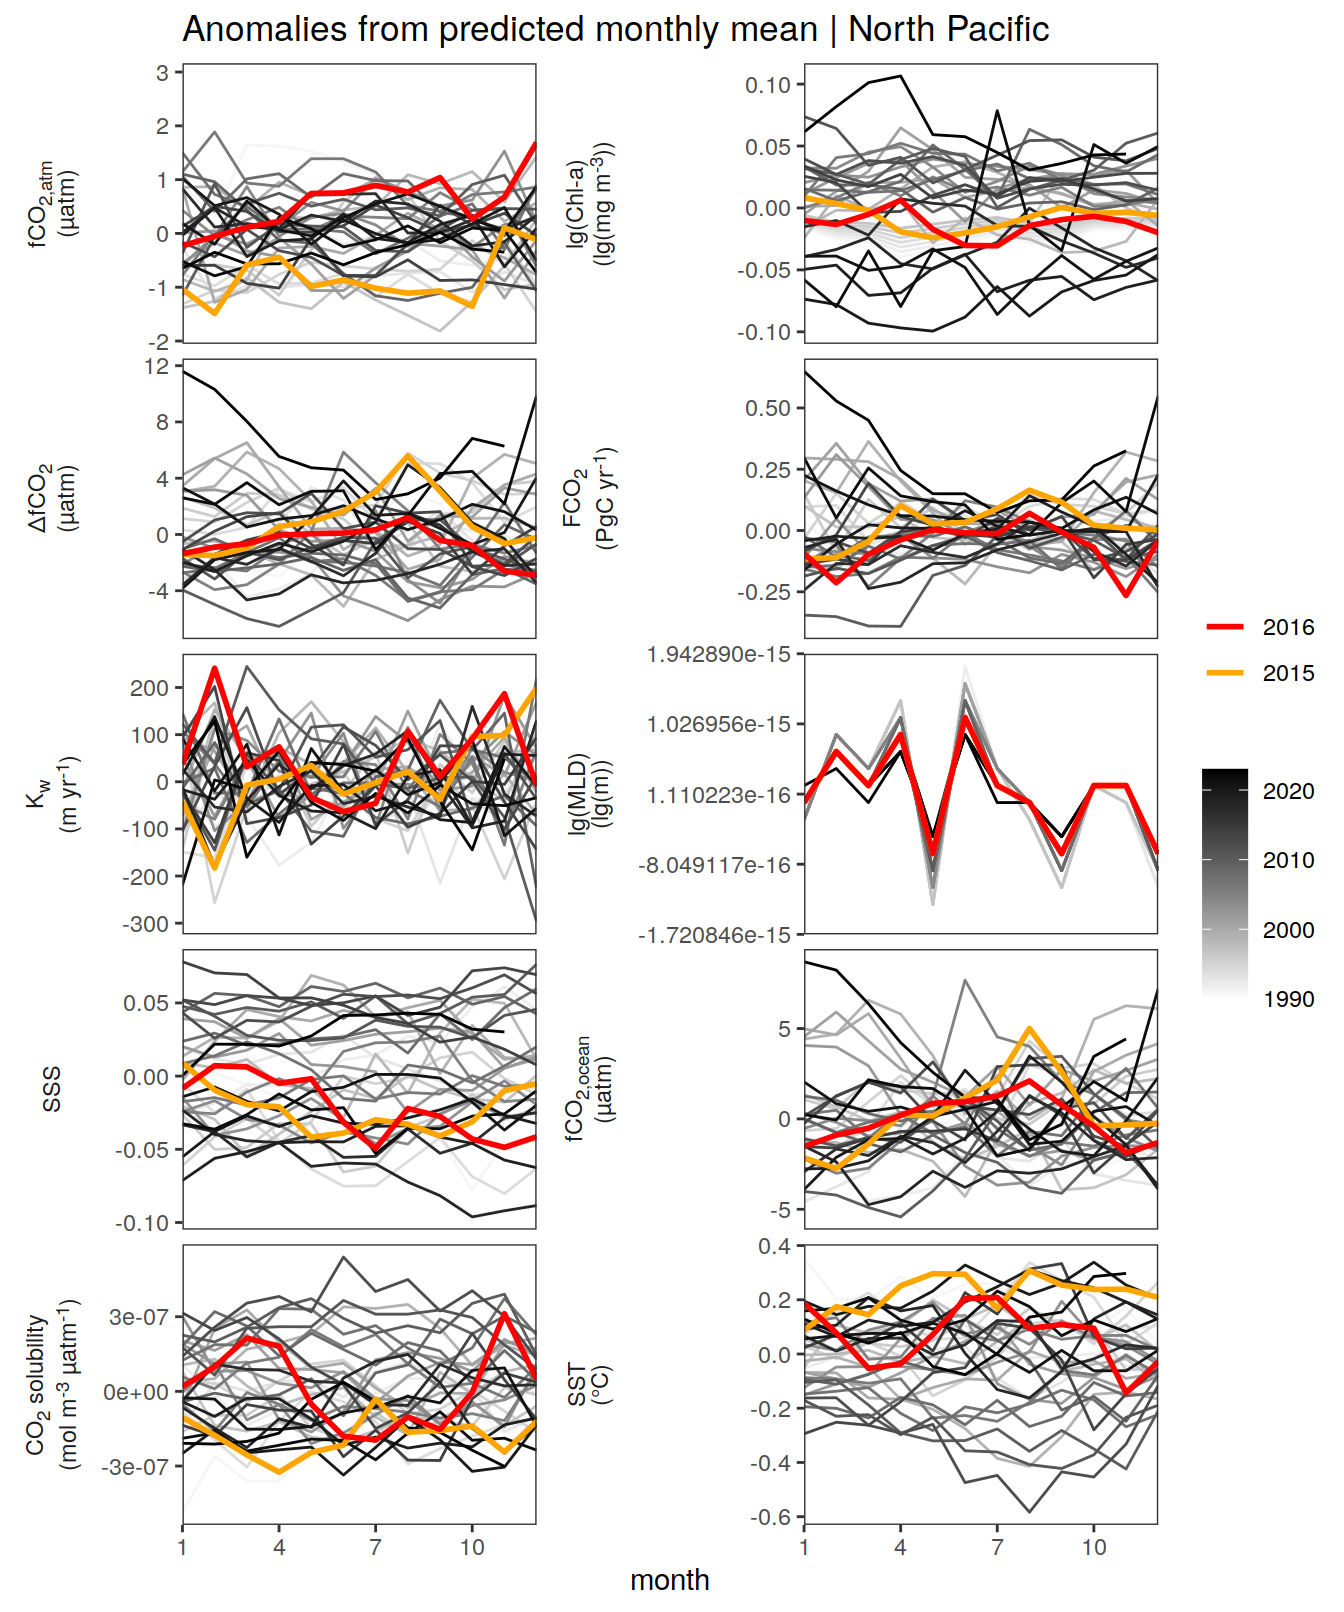 Anomalies from predicted monthly mean | North Pacific
fCO2,atm
(µatm)
3
2
1
0
-1
-2
lg(Chl-a)
(lg(mg m-3))
0.10
0.05
0.00
-0.05
-0.10
ΔfCO2
(µatm)
12
8
4
0
-4
FCO2
(PgC yr-1)
0.50
0.25
0.00
-0.25
Kw
(m yr-1)
200
100
0
-100
-200
-300
lg(MLD)
(lg(m))
1.942890e-15
1.026956e-15
1.110223e-16
-8.049117e-16
-1.720846e-15
SSS
0.05
0.00
-0.05
-0.10
fCO2,ocean
(µatm)
5
0
-5
CO2 solubility
(mol m-3 µatm-1)
3e-07
0e+00
-3e-07
1
4
7
10
SST
(°C)
0.4
0.2
0.0
-0.2
-0.4
-0.6
1
4
7
10
month
2016
2015
2020
2010
2000
1990